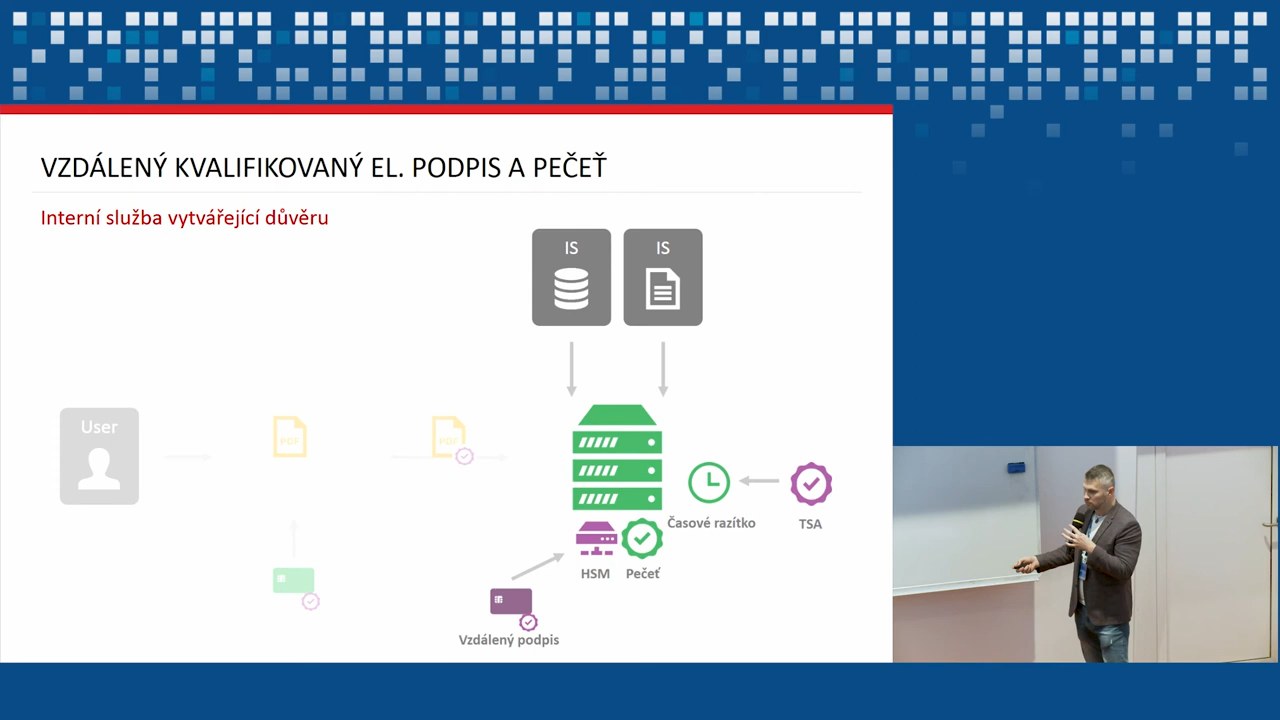 VZDÁLENÝ KVALIFIKOVANÝ EL. PODPIS A PEČEŤ
Interní služba vytvářející důvěru
IS
IS
User
PDF
PDF
Časové razítko
TSA
HSM
Pečeť
Vzdálený podpis